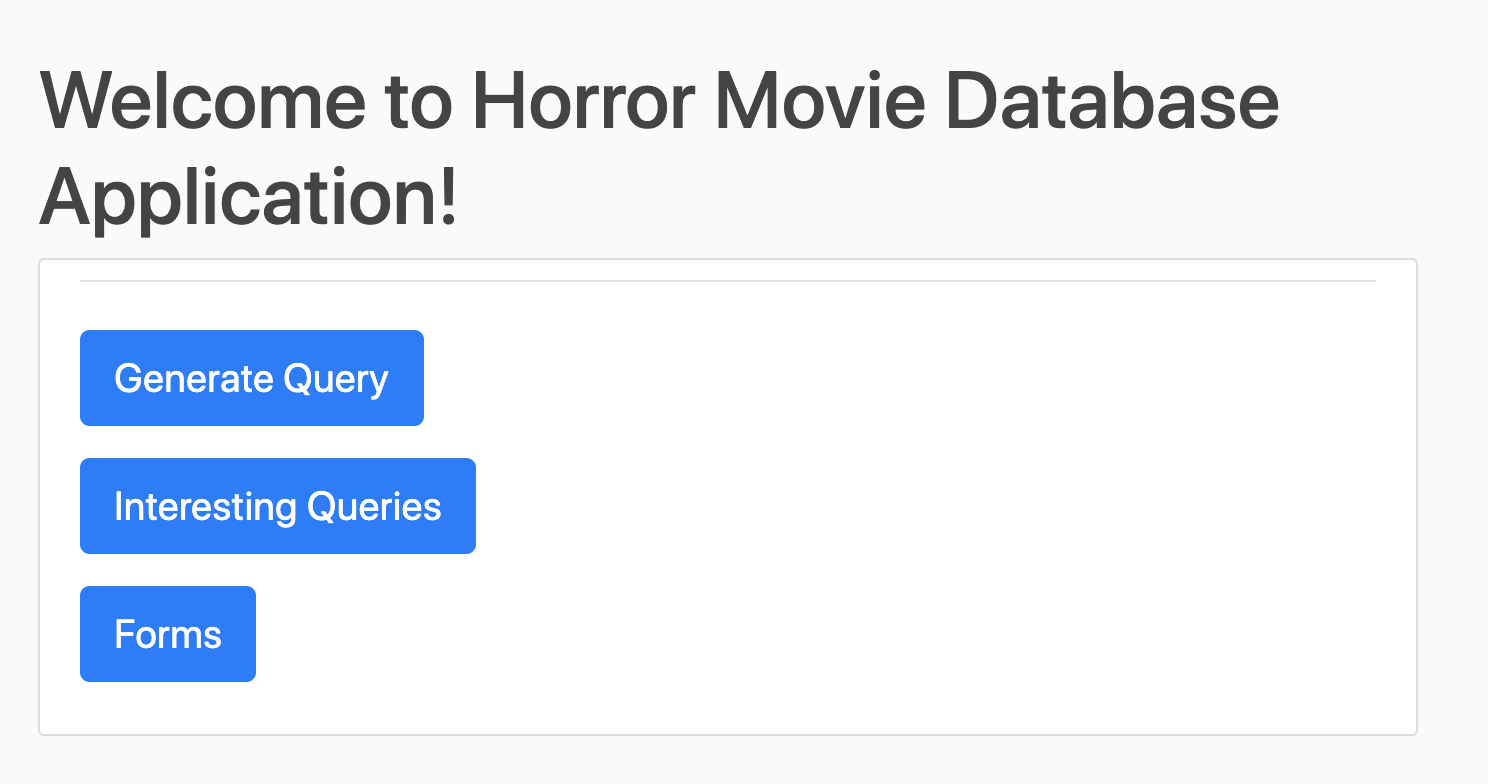 Welcome to Horror Movie Database
Application!
Generate Query
Interesting Queries
Forms